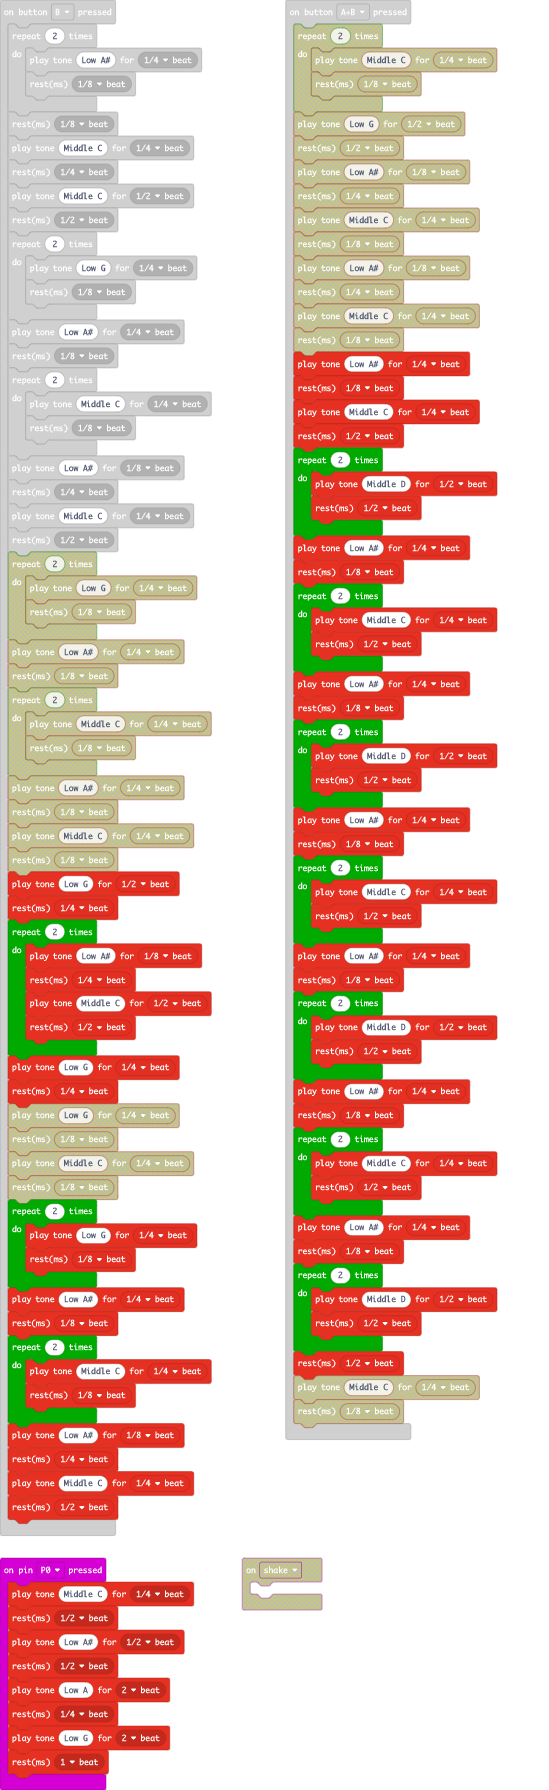 on button B ▾ pressed
repeat 2 times
do play tone Low A# for 1/4 ▾ beat
rest(ms) 1/8 ▾ beat
rest(ms) 1/8 ▾ beat
play tone Middle C for 1/4 ▾ beat
rest(ms) 1/4 ▾ beat
play tone Middle C for 1/2 ▾ beat
rest(ms) 1/2 ▾ beat
repeat 2 times
do play tone Low G for 1/4 ▾ beat
rest(ms) 1/8 ▾ beat
play tone Low A# for 1/4 ▾ beat
rest(ms) 1/8 ▾ beat
repeat 2 times
do play tone Middle C for 1/4 ▾ beat
rest(ms) 1/8 ▾ beat
play tone Low A# for 1/8 ▾ beat
rest(ms) 1/4 ▾ beat
play tone Middle C for 1/4 ▾ beat
rest(ms) 1/2 ▾ beat
repeat 2 times
do play tone Low G for 1/4 ▾ beat
rest(ms) 1/8 ▾ beat
play tone Low A# for 1/4 ▾ beat
rest(ms) 1/8 ▾ beat
repeat 2 times
do play tone Middle C for 1/4 ▾ beat
rest(ms) 1/8 ▾ beat
play tone Low A# for 1/4 ▾ beat
rest(ms) 1/8 ▾ beat
play tone Middle C for 1/4 ▾ beat
rest(ms) 1/8 ▾ beat
play tone Low G for 1/2 ▾ beat
rest(ms) 1/4 ▾ beat
repeat 2 times
do play tone Low A# for 1/8 ▾ beat
rest(ms) 1/4 ▾ beat
play tone Middle C for 1/2 ▾ beat
rest(ms) 1/2 ▾ beat
play tone Low G for 1/4 ▾ beat
rest(ms) 1/4 ▾ beat
play tone Low G for 1/4 ▾ beat
rest(ms) 1/8 ▾ beat
play tone Middle C for 1/4 ▾ beat
rest(ms) 1/8 ▾ beat
repeat 2 times
do play tone Low G for 1/4 ▾ beat
rest(ms) 1/8 ▾ beat
play tone Low A# for 1/4 ▾ beat
rest(ms) 1/8 ▾ beat
repeat 2 times
do play tone Middle C for 1/4 ▾ beat
rest(ms) 1/8 ▾ beat
play tone Low A# for 1/8 ▾ beat
rest(ms) 1/4 ▾ beat
play tone Middle C for 1/4 ▾ beat
rest(ms) 1/2 ▾ beat
on button A+B ▾ pressed
repeat 2 times
do play tone Middle C for 1/4 ▾ beat
rest(ms) 1/8 ▾ beat
play tone Low G for 1/2 ▾ beat
rest(ms) 1/2 ▾ beat
play tone Low A# for 1/8 ▾ beat
rest(ms) 1/4 ▾ beat
play tone Middle C for 1/4 ▾ beat
rest(ms) 1/8 ▾ beat
play tone Low A# for 1/8 ▾ beat
rest(ms) 1/4 ▾ beat
play tone Middle C for 1/4 ▾ beat
rest(ms) 1/8 ▾ beat
play tone Low A# for 1/4 ▾ beat
rest(ms) 1/8 ▾ beat
play tone Middle C for 1/4 ▾ beat
rest(ms) 1/2 ▾ beat
repeat 2 times
do play tone Middle D for 1/2 ▾ beat
rest(ms) 1/2 ▾ beat
play tone Low A# for 1/4 ▾ beat
rest(ms) 1/8 ▾ beat
repeat 2 times
do play tone Middle C for 1/4 ▾ beat
rest(ms) 1/2 ▾ beat
play tone Low A# for 1/4 ▾ beat
rest(ms) 1/8 ▾ beat
repeat 2 times
do play tone Middle D for 1/2 ▾ beat
rest(ms) 1/2 ▾ beat
play tone Low A# for 1/4 ▾ beat
rest(ms) 1/8 ▾ beat
repeat 2 times
do play tone Middle C for 1/4 ▾ beat
rest(ms) 1/2 ▾ beat
play tone Low A# for 1/4 ▾ beat
rest(ms) 1/8 ▾ beat
repeat 2 times
do play tone Middle D for 1/2 ▾ beat
rest(ms) 1/2 ▾ beat
play tone Low A# for 1/4 ▾ beat
rest(ms) 1/8 ▾ beat
repeat 2 times
do play tone Middle C for 1/4 ▾ beat
rest(ms) 1/2 ▾ beat
play tone Low A# for 1/4 ▾ beat
rest(ms) 1/8 ▾ beat
repeat 2 times
do play tone Middle D for 1/2 ▾ beat
rest(ms) 1/2 ▾ beat
rest(ms) 1/2 ▾ beat
play tone Middle C for 1/4 ▾ beat
rest(ms) 1/8 ▾ beat
on pin P0 ▾ pressed
play tone Middle C for 1/4 ▾ beat
rest(ms) 1/2 ▾ beat
play tone Low A# for 1/2 ▾ beat
rest(ms) 1/2 ▾ beat
play tone Low A for 2 ▾ beat
rest(ms) 1/4 ▾ beat
play tone Low G for 2 ▾ beat
rest(ms) 1 ▾ beat
on shake ▾